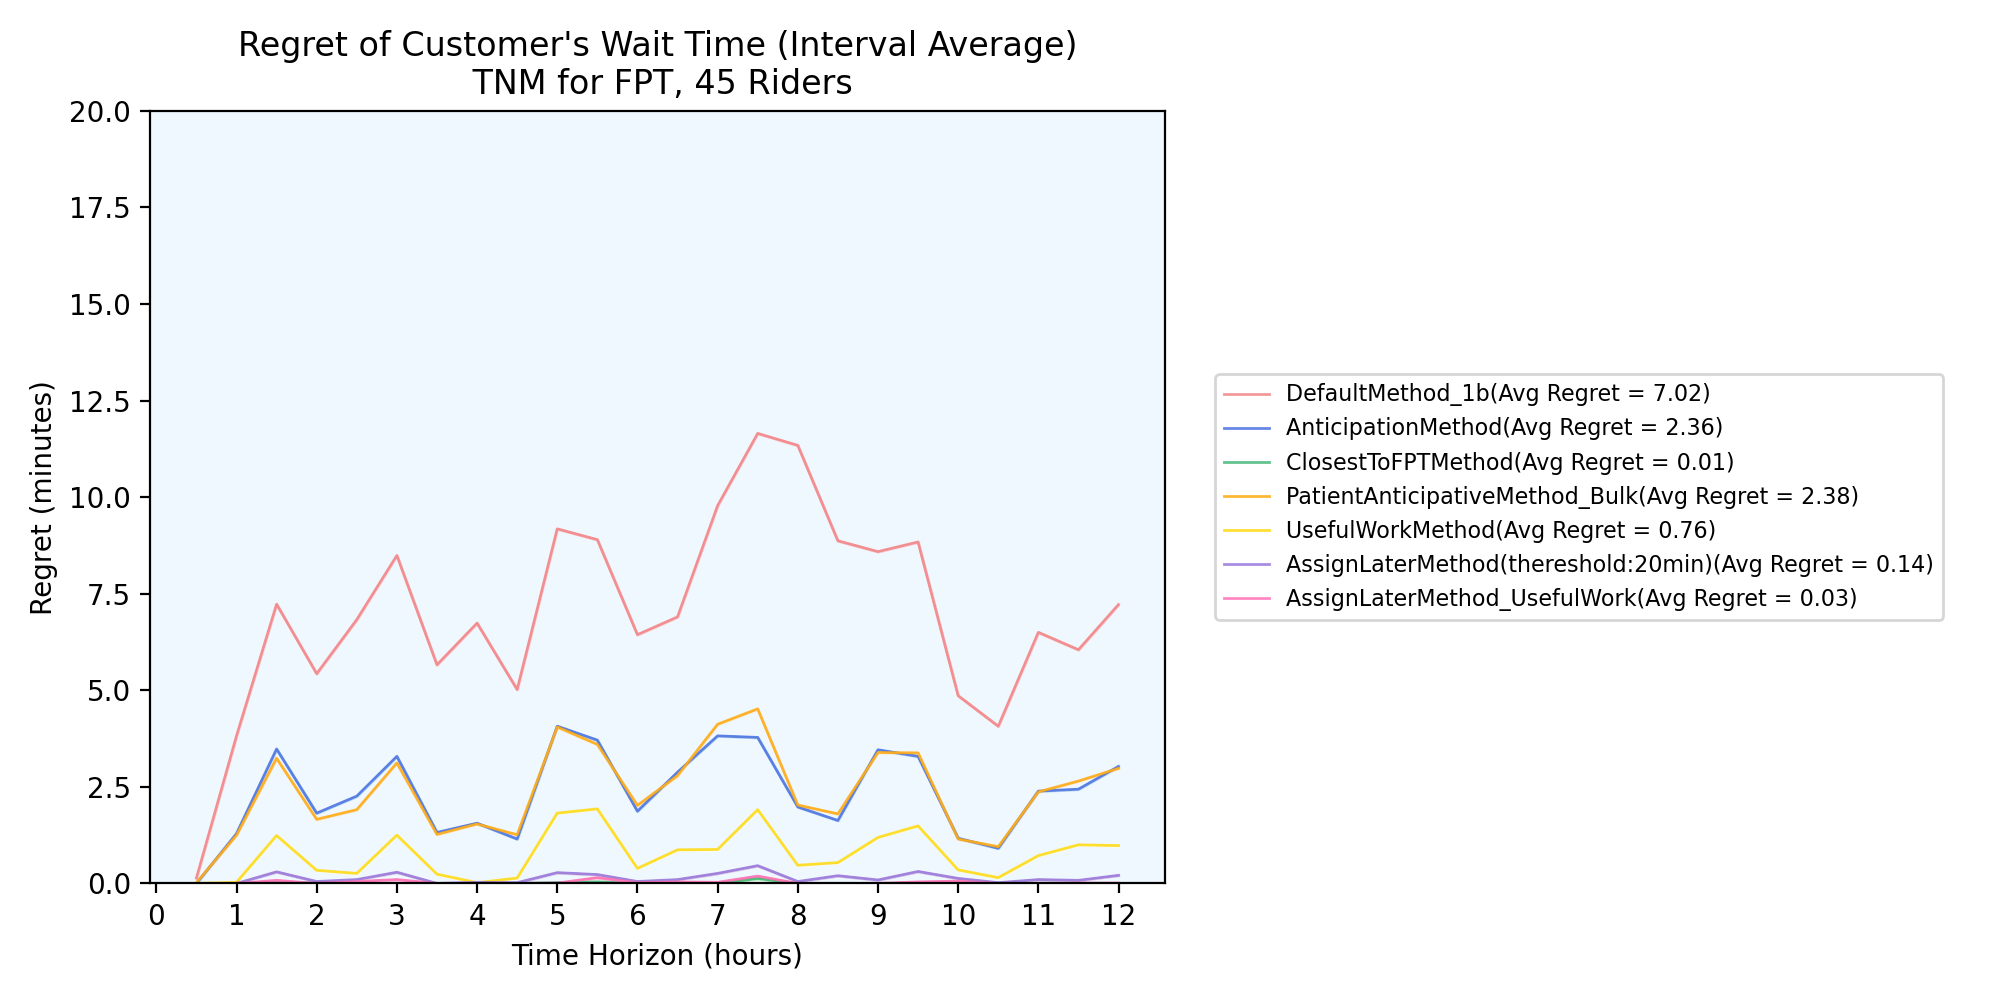 Regret of Customer's Wait Time (Interval Average)
TNM for FPT, 45 Riders
20.0
17.5
15.0
12.5
10.0
7.5
5.0
2.5
0.0
Regret (minutes)
0 1 2 3 4 5 6 7 8 9 10 11 12
Time Horizon (hours)
DefaultMethod_1b(Avg Regret = 7.02)
AnticipationMethod(Avg Regret = 2.36)
ClosestToFPTMethod(Avg Regret = 0.01)
PatientAnticipativeMethod_Bulk(Avg Regret = 2.38)
UsefulWorkMethod(Avg Regret = 0.76)
AssignLaterMethod(thereshold:20min)(Avg Regret = 0.14)
AssignLaterMethod_UsefulWork(Avg Regret = 0.03)